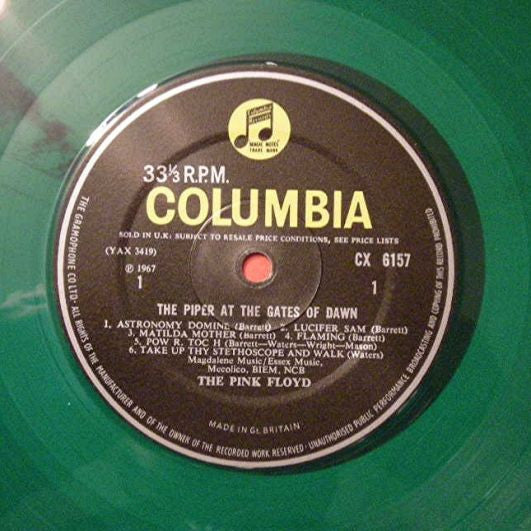 Columbia
Records
MAGIC NOTES
TRADE MARK
33⅓ R.P.M.
COLUMBIA
SOLD IN U.K: SUBJECT TO RESALE PRICE CONDITIONS, SEE PRICE LISTS
(YAX 3419)
CX 6157
℗ 1967
1
1
THE PIPER AT THE GATES OF DAWN
1. ASTRONOMY DOMINE (Barrett) 2. LUCIFER SAM (Barrett)
3. MATILDA MOTHER (Barrett) 4. FLAMING (Barrett)
5. POW R. TOC H (Barrett—Waters—Wright—Mason)
6. TAKE UP THY STETHOSCOPE AND WALK (Waters)
Magdalene Music/Essex Music,
Mecolico, BIEM, NCB
THE PINK FLOYD
MADE IN Gt. BRITAIN
THE GRAMOPHONE CO LTD · ALL RIGHTS OF THE MANUFACTURER AND OF THE OWNER OF THE RECORDED WORK RESERVED · UNAUTHORISED PUBLIC PERFORMANCE BROADCASTING AND COPYING OF THIS RECORD PROHIBITED